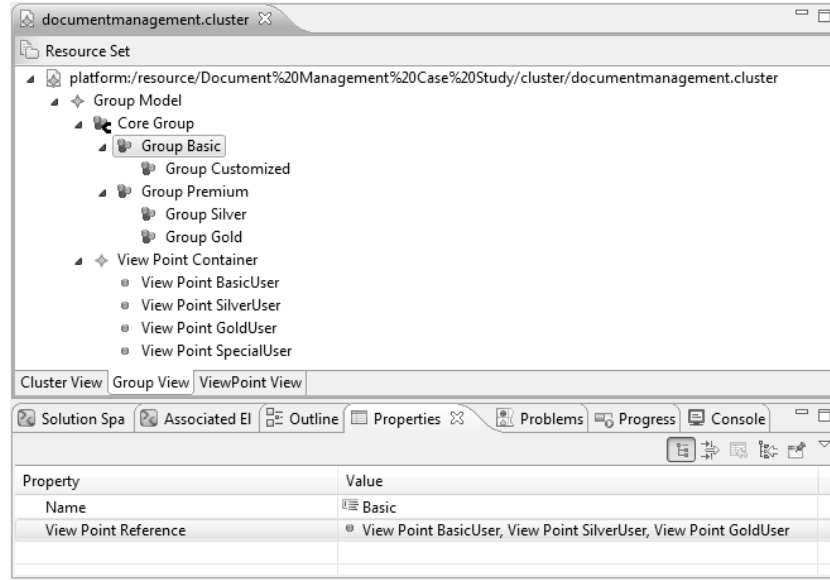 documentmanagement.cluster
Resource Set
platform:/resource/Document%20Management%20Case%20Study/cluster/documentmanagement.cluster
Group Model
Core Group
Group Basic
Group Customized
Group Premium
Group Silver
Group Gold
View Point Container
View Point BasicUser
View Point SilverUser
View Point GoldUser
View Point SpecialUser
Cluster View Group View ViewPoint View
Solution Spa Associated El Outline Properties Problems Progress Console
Property Value
Name Basic
View Point Reference View Point BasicUser, View Point SilverUser, View Point GoldUser